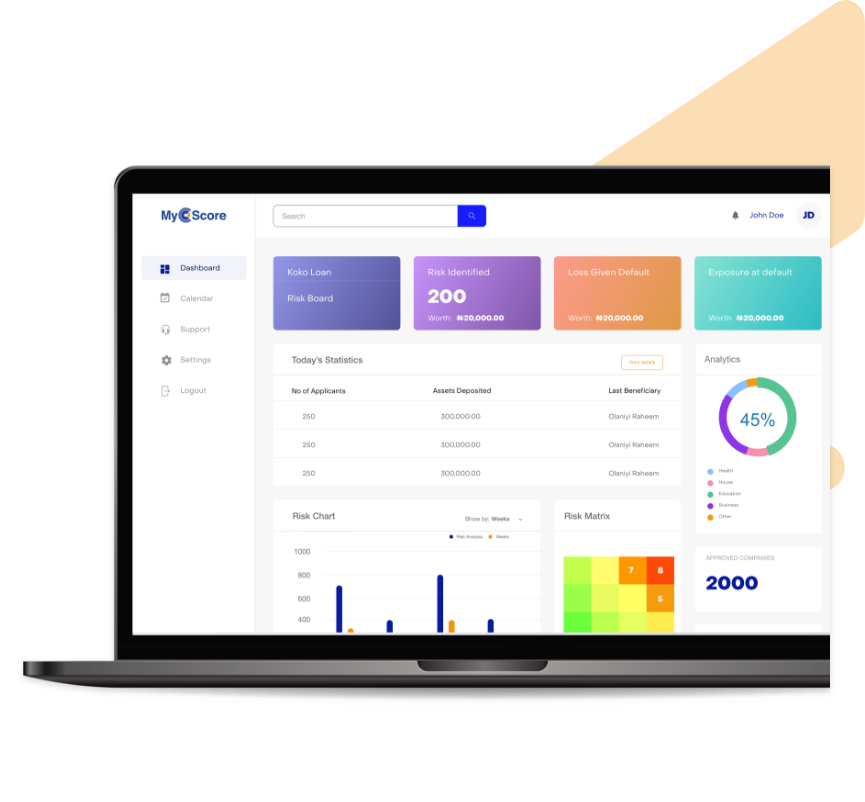 MyCScore
Search
John Doe
JD
Dashboard
Calendar
Support
Settings
Logout
Koko Loan
Risk Board
Risk Identified
200
Worth: ₦20,000.00
Loss Given Default
Worth: ₦20,000.00
Exposure at default
Worth: ₦20,000.00
Today's Statistics
View details
No of Applicants Assets Deposited Last Beneficiary
250 300,000.00 Olaniyi Raheem
250 300,000.00 Olaniyi Raheem
250 300,000.00 Olaniyi Raheem
Analytics
45%
Health
House
Education
Business
Other
Risk Chart
Show by: Weeks
Risk Analysis Weeks
1000
800
600
400
Risk Matrix
7 8
5
APPROVED COMPANIES
2000